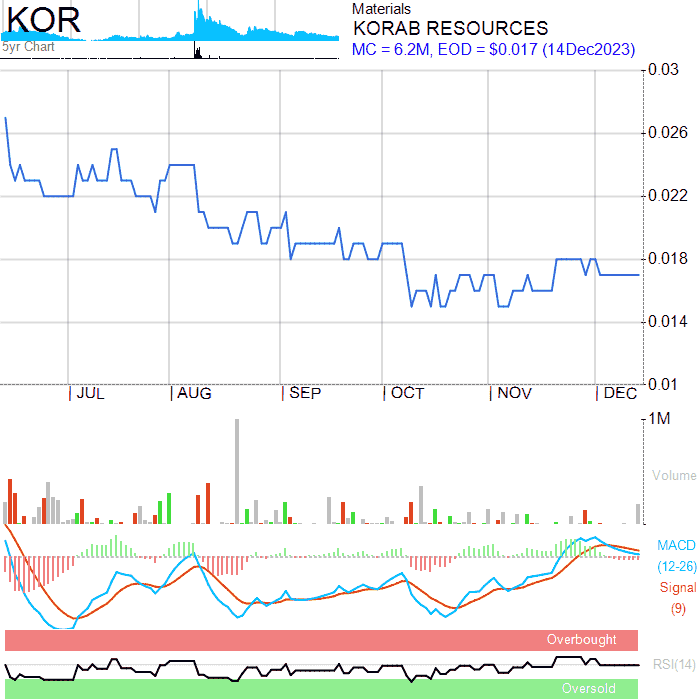 KOR
5yr Chart
Materials
KORAB RESOURCES
MC = 6.2M, EOD = $0.017 (14Dec2023)
0.03
0.026
0.022
0.018
0.014
0.01
JUL AUG SEP OCT NOV DEC
1M
Volume
MACD
(12-26)
Signal
(9)
Overbought
RSI(14)
Oversold